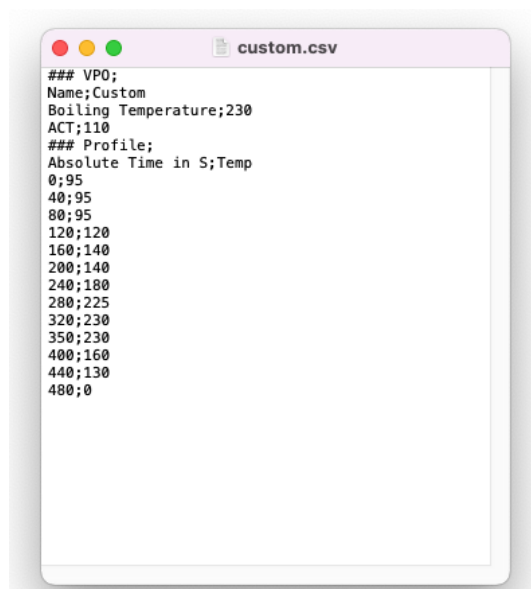 custom.csv
### VPO;
Name;Custom
Boiling Temperature;230
ACT;110
### Profile;
Absolute Time in S;Temp
0;95
40;95
80;95
120;120
160;140
200;140
240;180
280;225
320;230
350;230
400;160
440;130
480;0